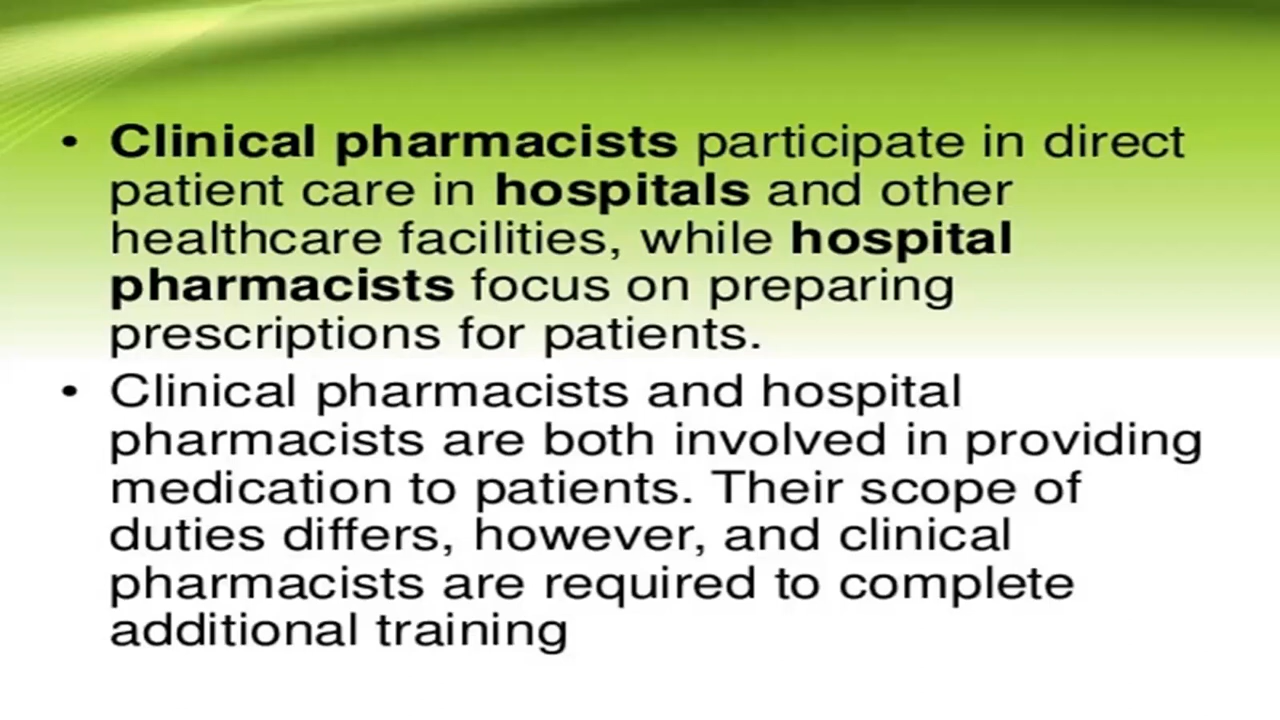 • Clinical pharmacists participate in direct
patient care in hospitals and other
healthcare facilities, while hospital
pharmacists focus on preparing
prescriptions for patients.
• Clinical pharmacists and hospital
pharmacists are both involved in providing
medication to patients. Their scope of
duties differs, however, and clinical
pharmacists are required to complete
additional training